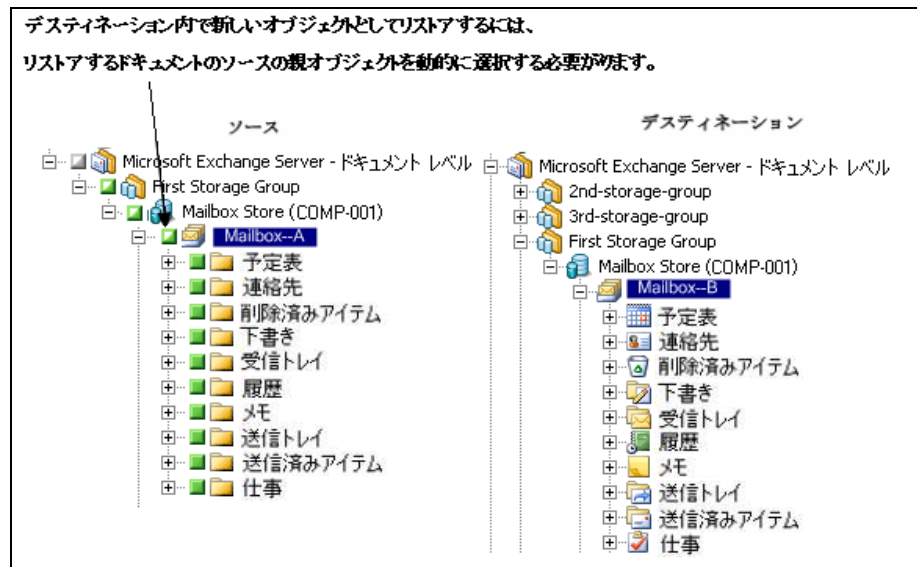 デスティネーション内で新しいオブジェクトとしてリストアするには、
リストアするドキュメントのソースの親オブジェクトを動的に選択する必要があります。
ソース
Microsoft Exchange Server - ドキュメント レベル
First Storage Group
Mailbox Store (COMP-001)
Mailbox--A
予定表
連絡先
削除済みアイテム
下書き
受信トレイ
履歴
メモ
送信トレイ
送信済みアイテム
仕事
デスティネーション
Microsoft Exchange Server - ドキュメント レベル
2nd-storage-group
3rd-storage-group
First Storage Group
Mailbox Store (COMP-001)
Mailbox--B
予定表
連絡先
削除済みアイテム
下書き
受信トレイ
履歴
メモ
送信トレイ
送信済みアイテム
仕事